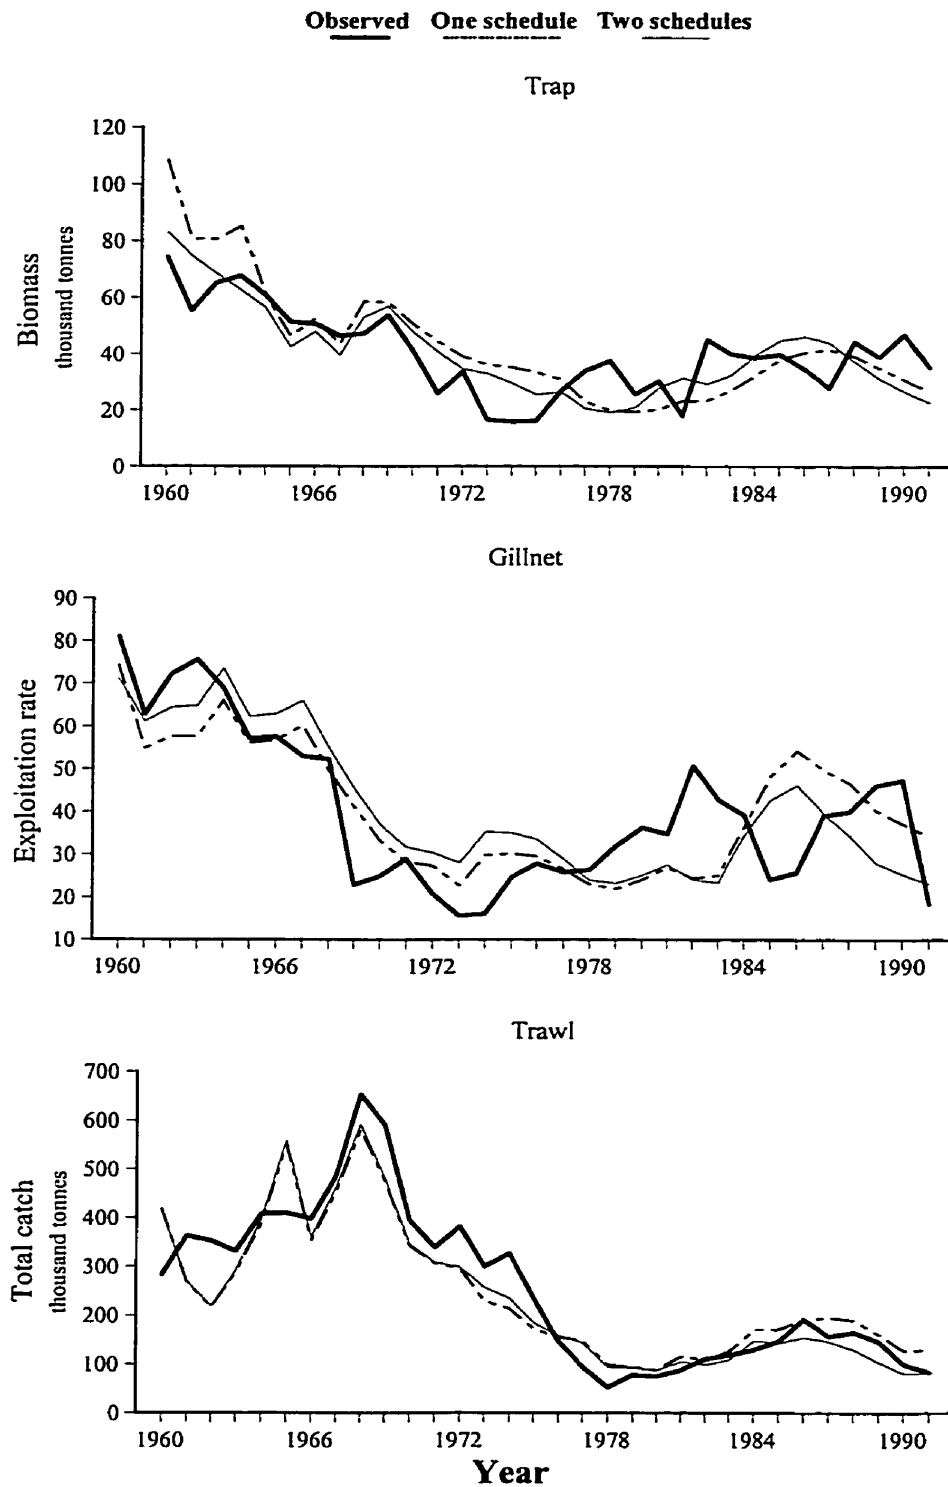 Observed One schedule Two schedules
Trap
Biomass
thousand tonnes
120
100
80
60
40
20
0
1960 1966 1972 1978 1984 1990
Gillnet
Exploitation rate
90
80
70
60
50
40
30
20
10
1960 1966 1972 1978 1984 1990
Trawl
Total catch
thousand tonnes
700
600
500
400
300
200
100
0
1960 1966 1972 1978 1984 1990
Year